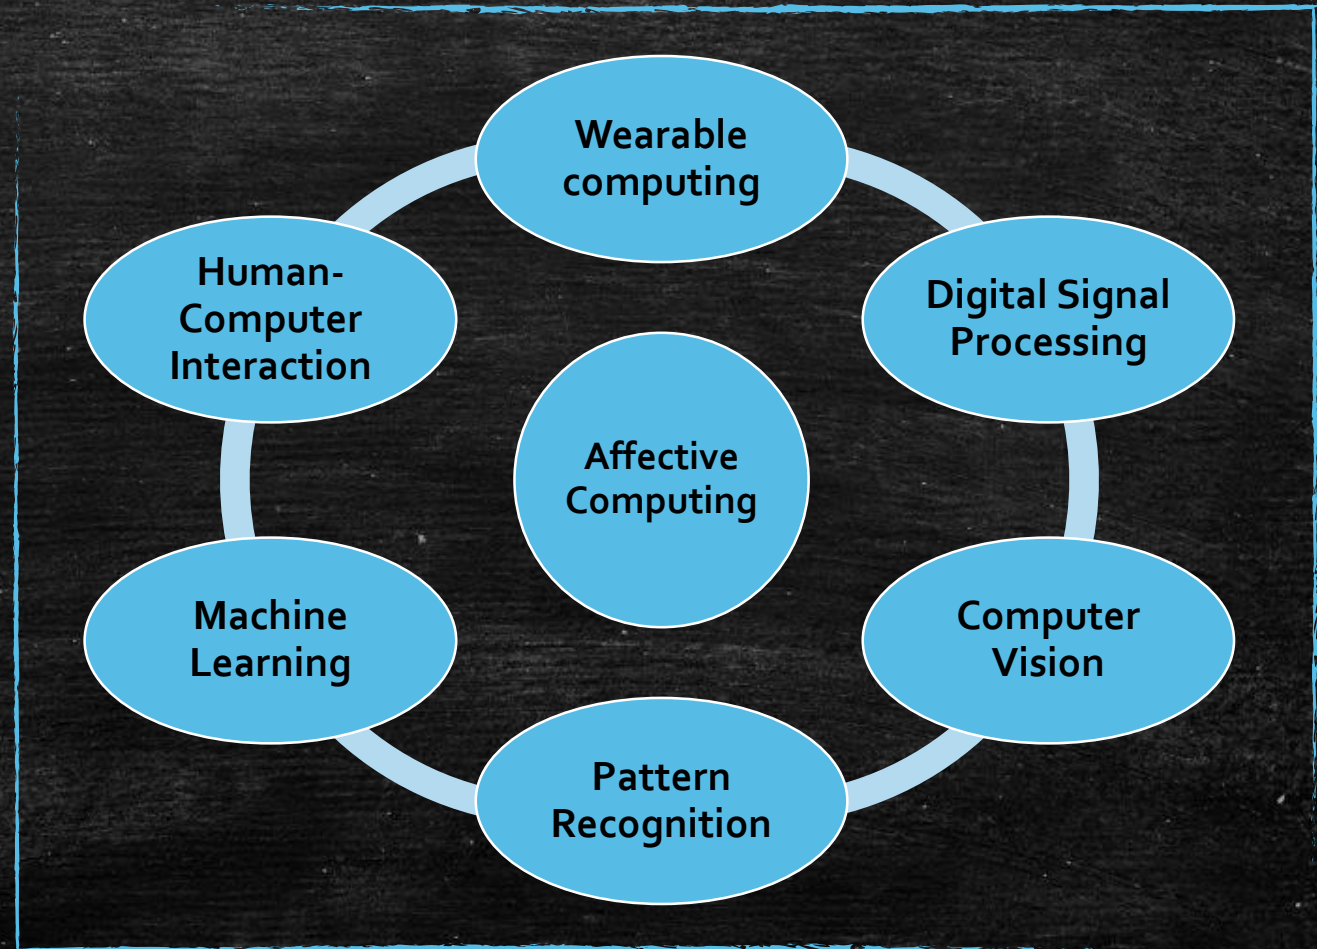 Wearable
computing
Digital Signal
Processing
Computer
Vision
Pattern
Recognition
Machine
Learning
Human-
Computer
Interaction
Affective
Computing